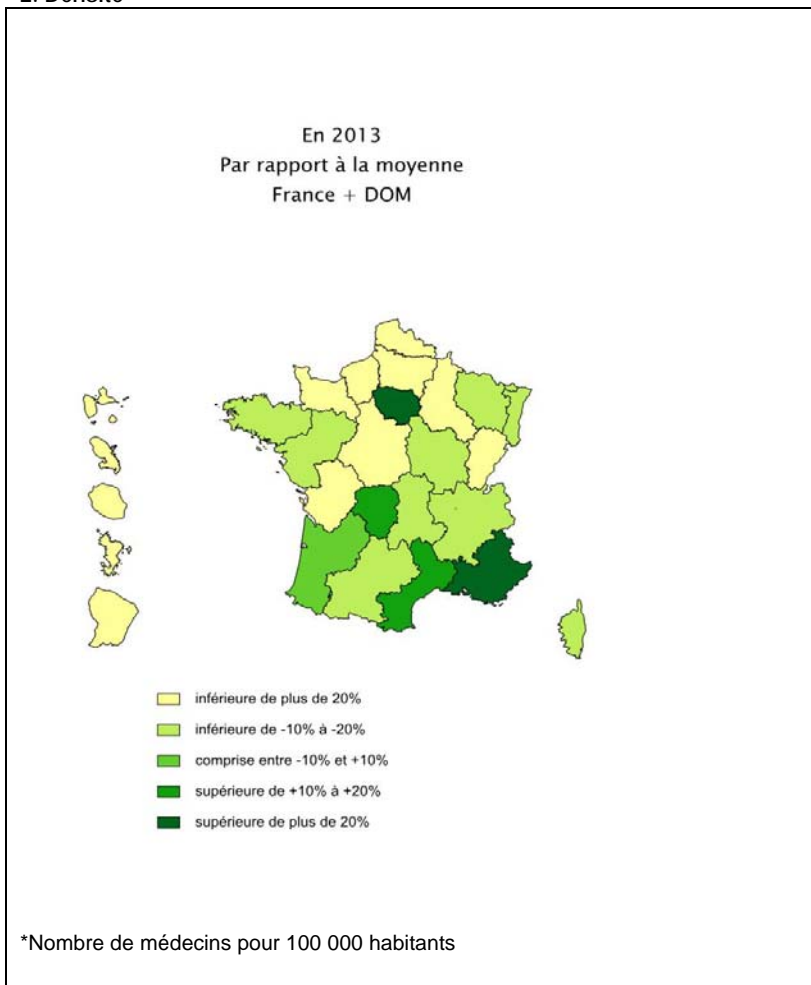 2. Densité
En 2013
Par rapport à la moyenne
France + DOM
inférieure de plus de 20%
inférieure de -10% à -20%
comprise entre -10% et +10%
supérieure de +10% à +20%
supérieure de plus de 20%
*Nombre de médecins pour 100 000 habitants